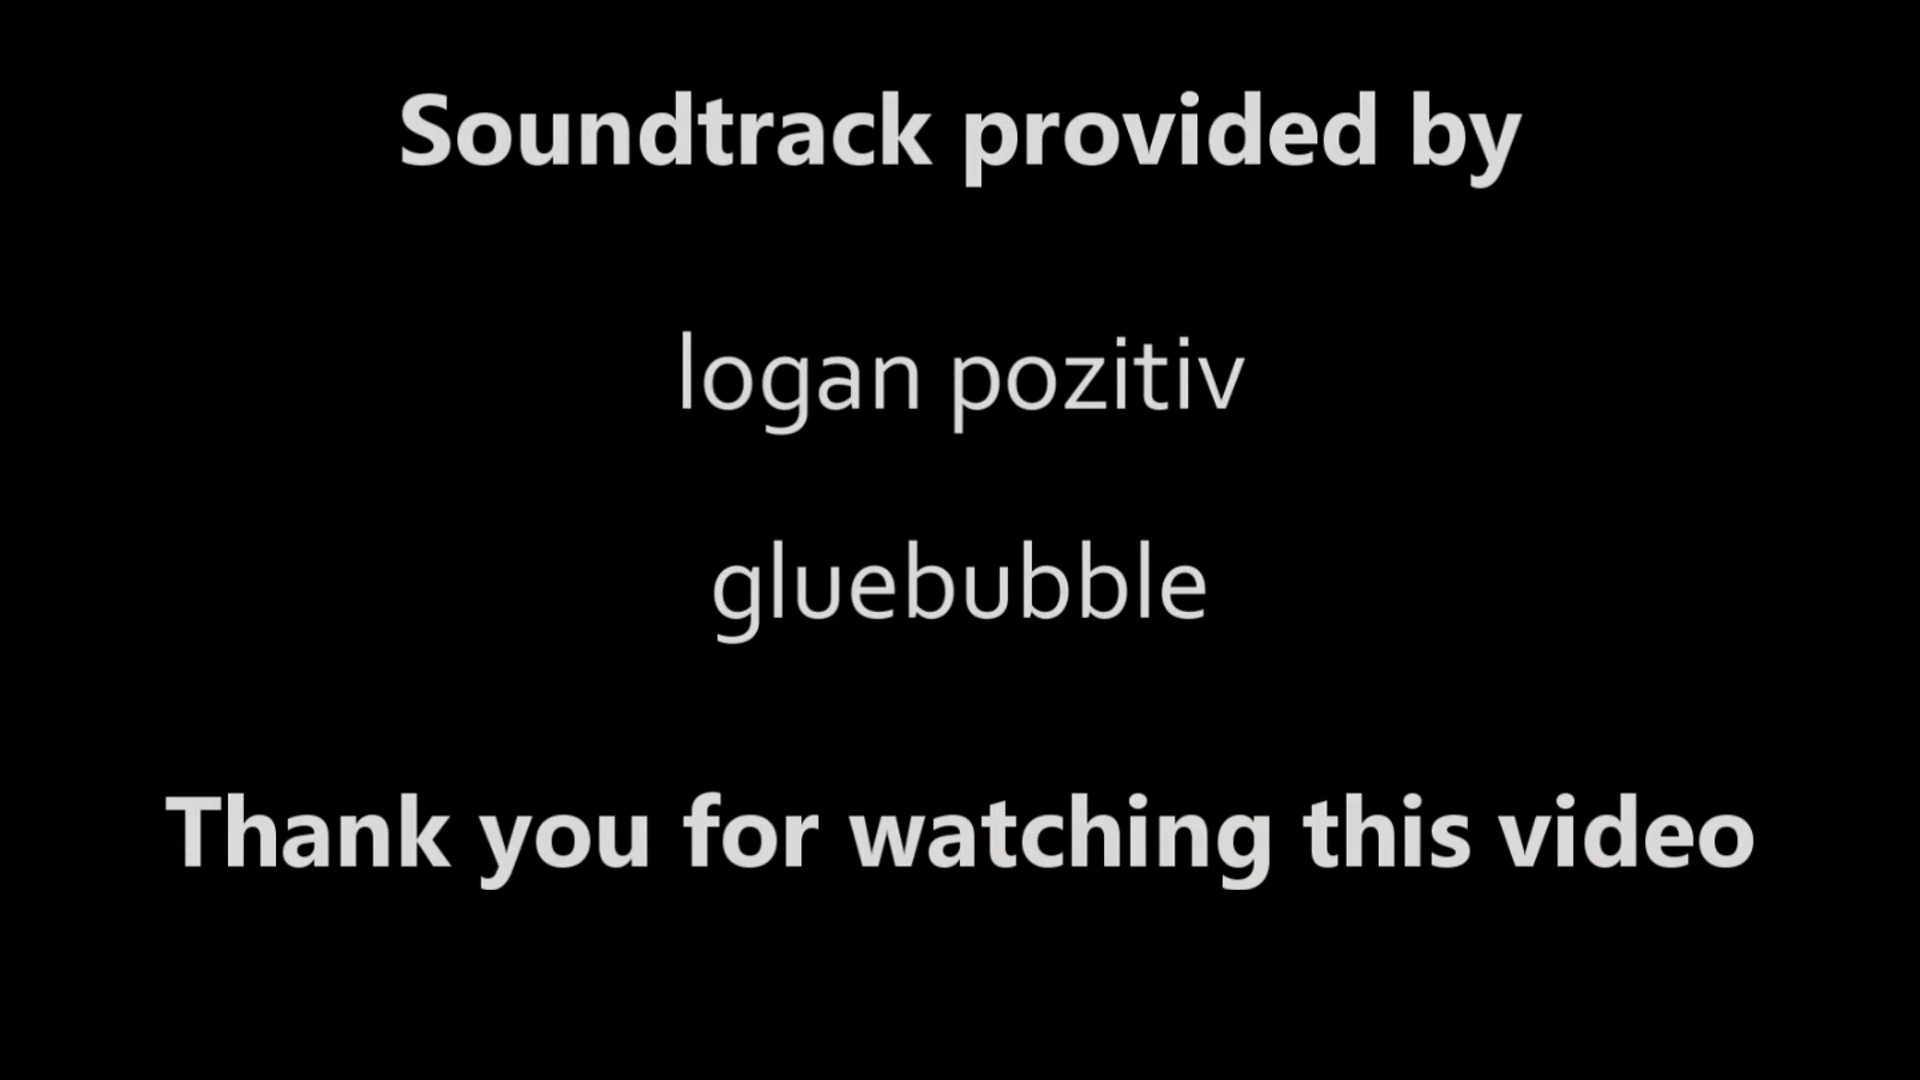 Soundtrack provided by
logan pozitiv
gluebubble
Thank you for watching this video